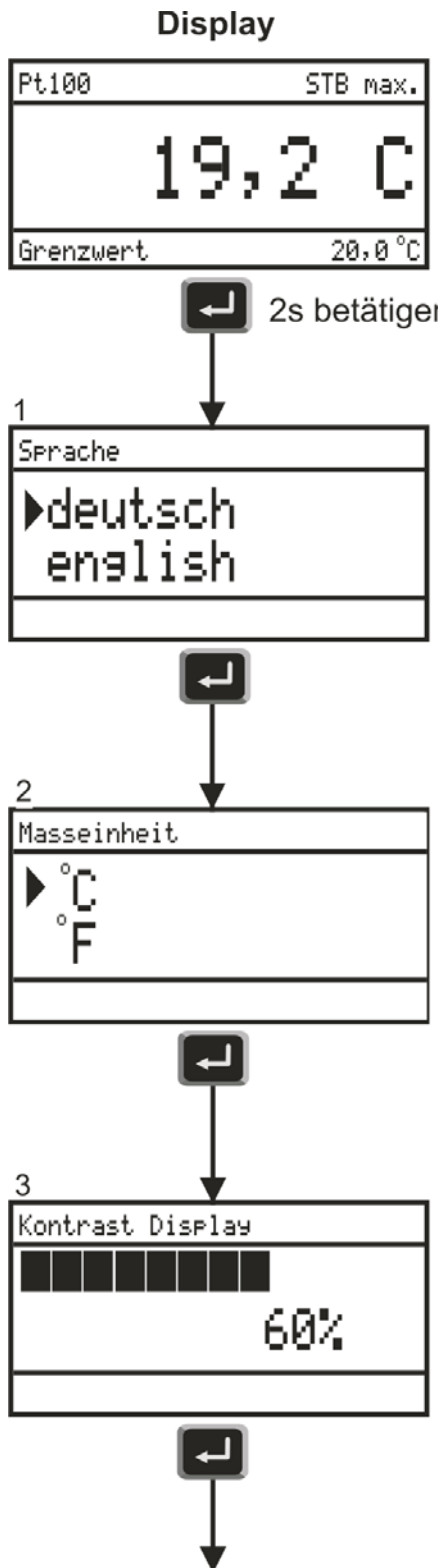 Display
Pt100 STB max.
19,2 C
Grenzwert 20,0 °C
2s betätigen
1
Sprache
deutsch
english
2
Masseinheit
°C
°F
3
Kontrast Display
60%